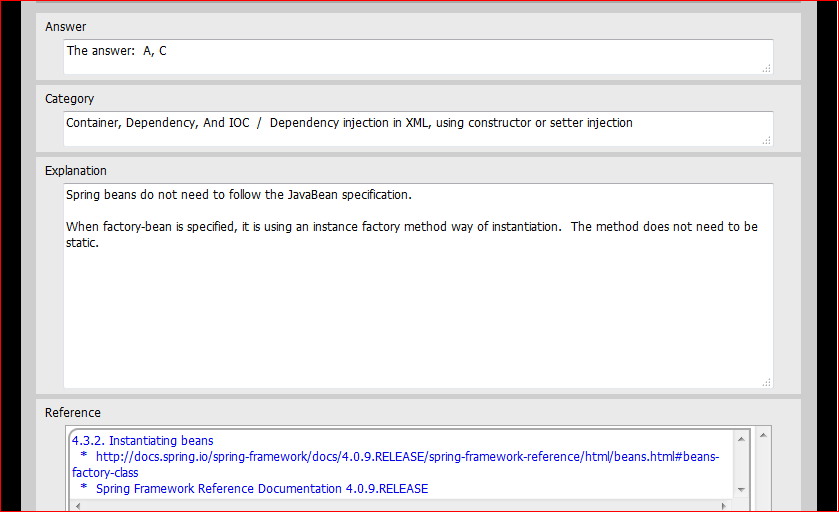 Answer
The answer:  A, C
Category
Container, Dependency, And IOC  /  Dependency injection in XML, using constructor or setter injection
Explanation
Spring beans do not need to follow the JavaBean specification.
When factory-bean is specified, it is using an instance factory method way of instantiation.  The method does not need to be
static.
Reference
4.3.2. Instantiating beans
*  http://docs.spring.io/spring-framework/docs/4.0.9.RELEASE/spring-framework-reference/html/beans.html#beans-
factory-class
*  Spring Framework Reference Documentation 4.0.9.RELEASE